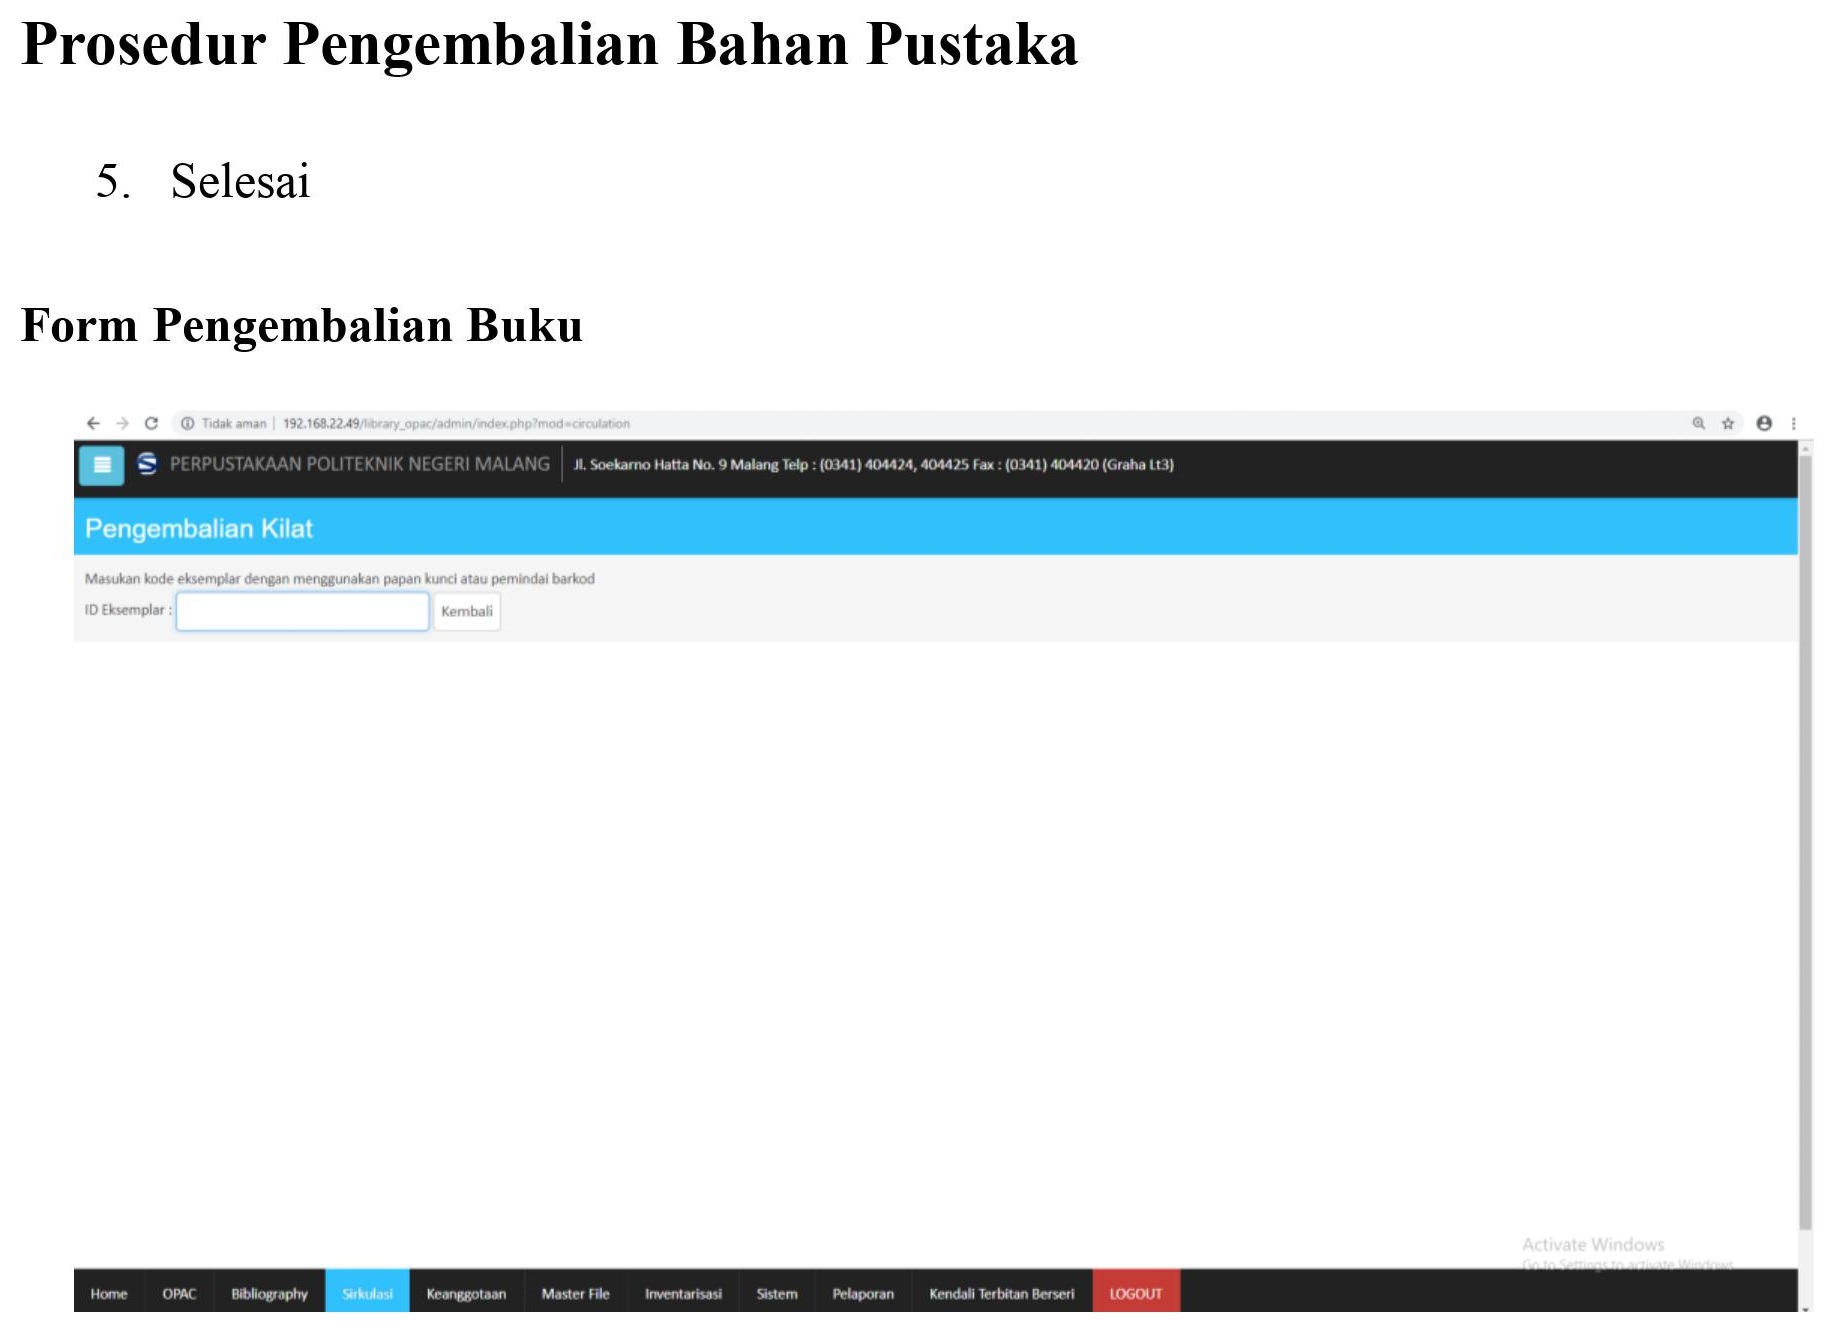 Prosedur Pengembalian Bahan Pustaka
5. Selesai
Form Pengembalian Buku
Tidak aman | 192.168.22.49/library_opac/admin/index.php?mod=circulation
PERPUSTAKAAN POLITEKNIK NEGERI MALANG
Jl. Soekarno Hatta No. 9 Malang Telp : (0341) 404424, 404425 Fax : (0341) 404420 (Graha Lt3)
Pengembalian Kilat
Masukan kode eksemplar dengan menggunakan papan kunci atau pemindai barkod
ID Eksemplar :
Kembali
Activate Windows
Go to Settings to activate Windows.
Home OPAC Bibliography Sirkulasi Keanggotaan Master File Inventarisasi Sistem Pelaporan Kendali Terbitan Berseri LOGOUT